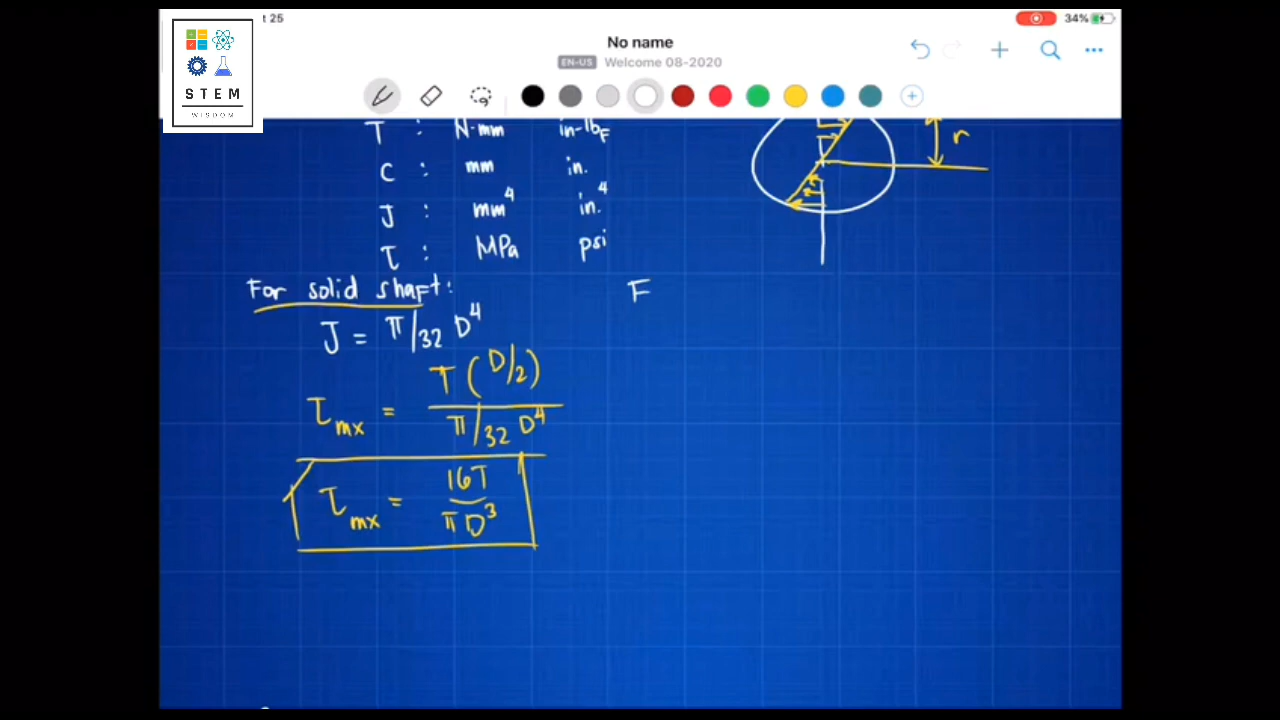 t 25
34%
No name
EN-US Welcome 08-2020
STEM
WISDOM
T : N-mm in-lbF
C : mm in.
J : mm⁴ in.⁴
τ : MPa psi
r
For solid shaft:
F
J = π/32 D⁴
τmx = T(D/2) / π/32 D⁴
τmx = 16T / πD³